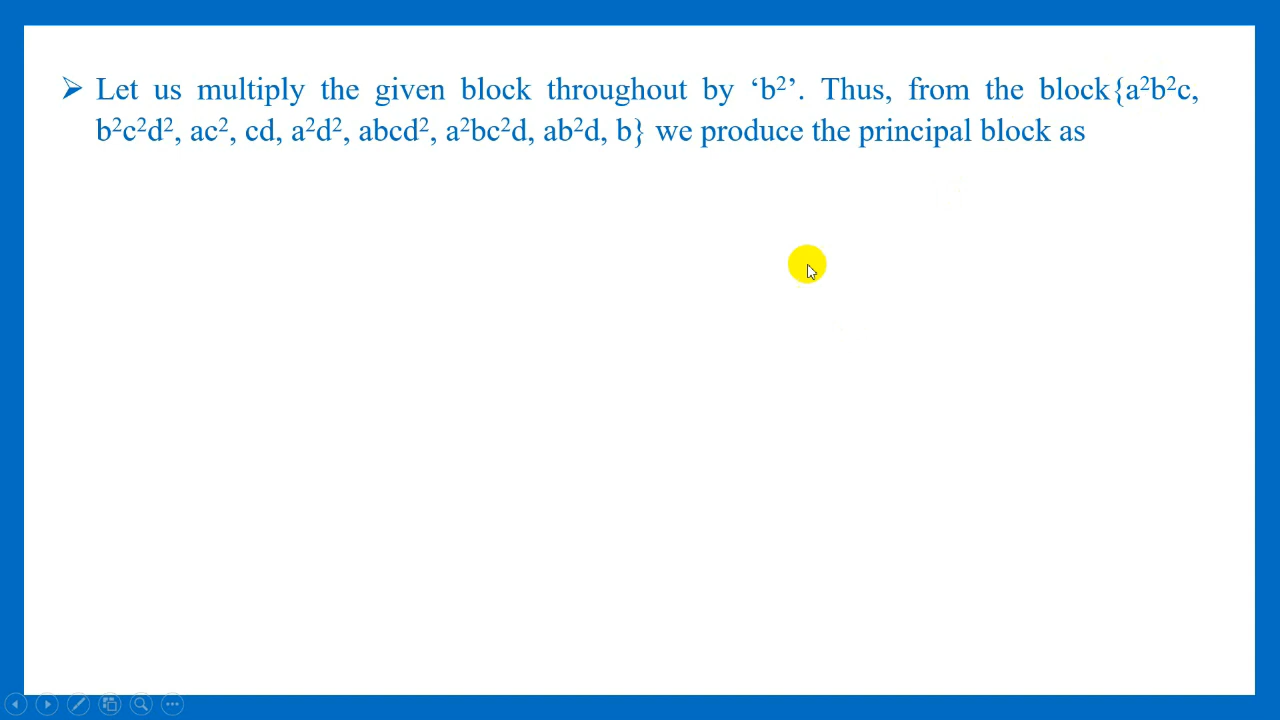 ➢ Let us multiply the given block throughout by ‘b²’. Thus, from the block{a²b²c,
b²c²d², ac², cd, a²d², abcd², a²bc²d, ab²d, b} we produce the principal block as